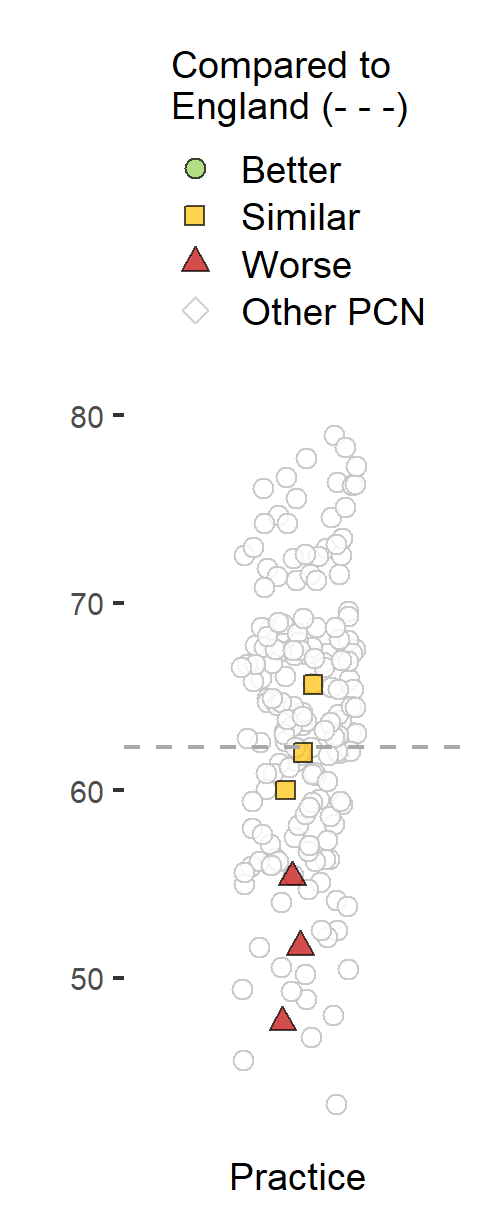 Compared to
England (- - -)
Better
Similar
Worse
Other PCN
80
70
60
50
Practice